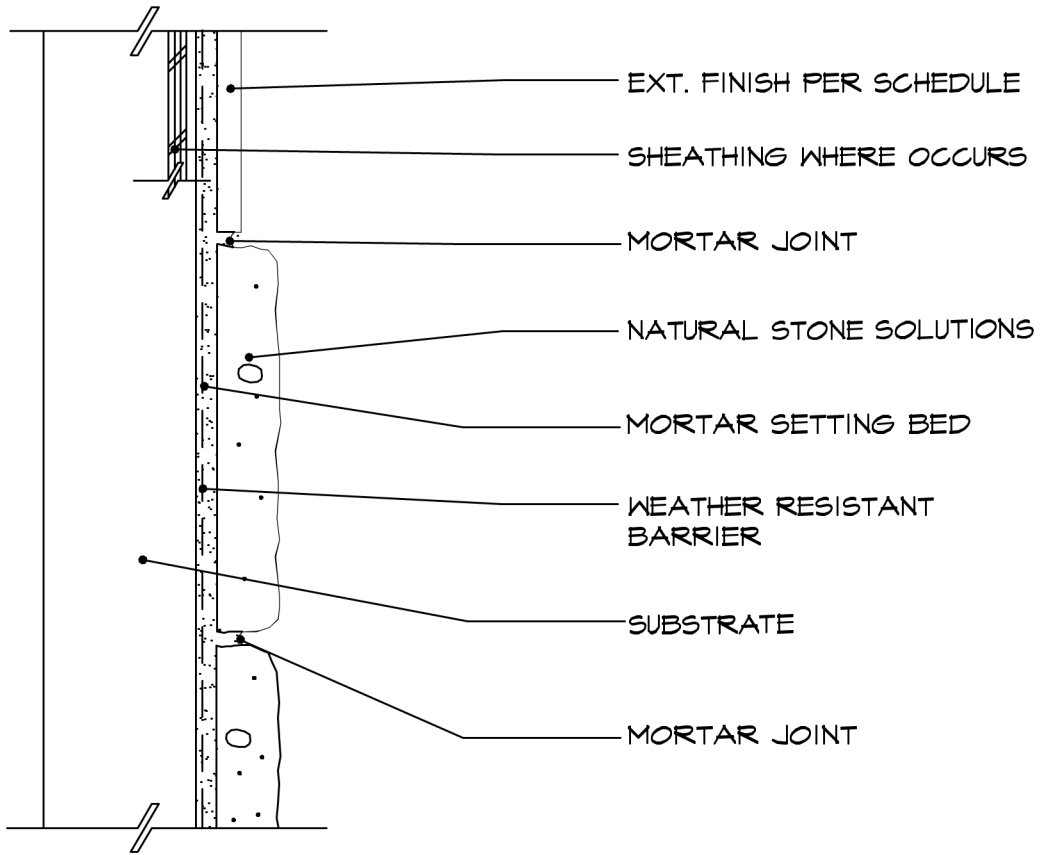 EXT. FINISH PER SCHEDULE
SHEATHING WHERE OCCURS
MORTAR JOINT
NATURAL STONE SOLUTIONS
MORTAR SETTING BED
WEATHER RESISTANT
BARRIER
SUBSTRATE
MORTAR JOINT